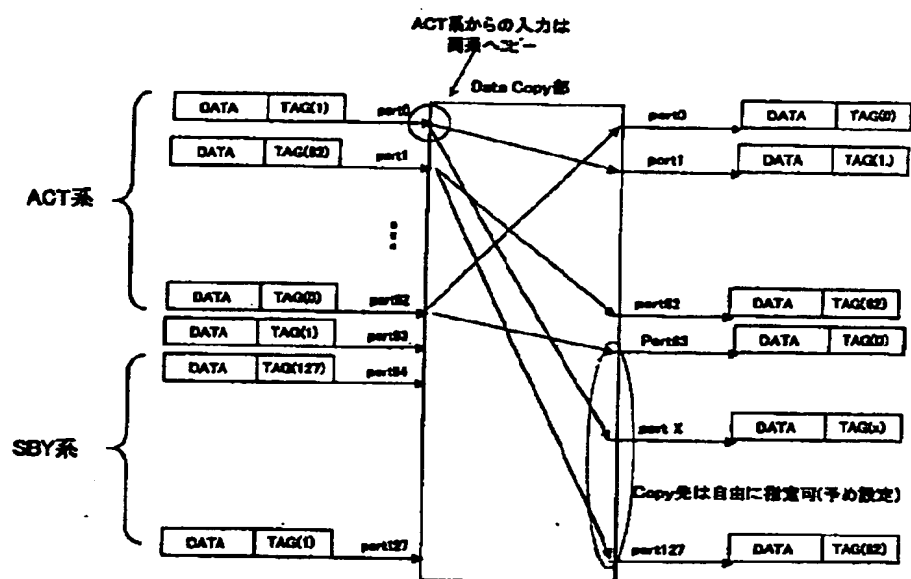 ACT系からの入力は
両系へコピー
Data Copy部
DATA TAG(1) port0
DATA TAG(62) port1
ACT系
DATA TAG(0) port62
DATA TAG(1) port63
DATA TAG(127) port64
SBY系
DATA TAG(1) port127
port0 DATA TAG(0)
port1 DATA TAG(1)
port62 DATA TAG(62)
Port63 DATA TAG(0)
port X DATA TAG(x)
Copy先は自由に指定可(予め設定)
port127 DATA TAG(62)